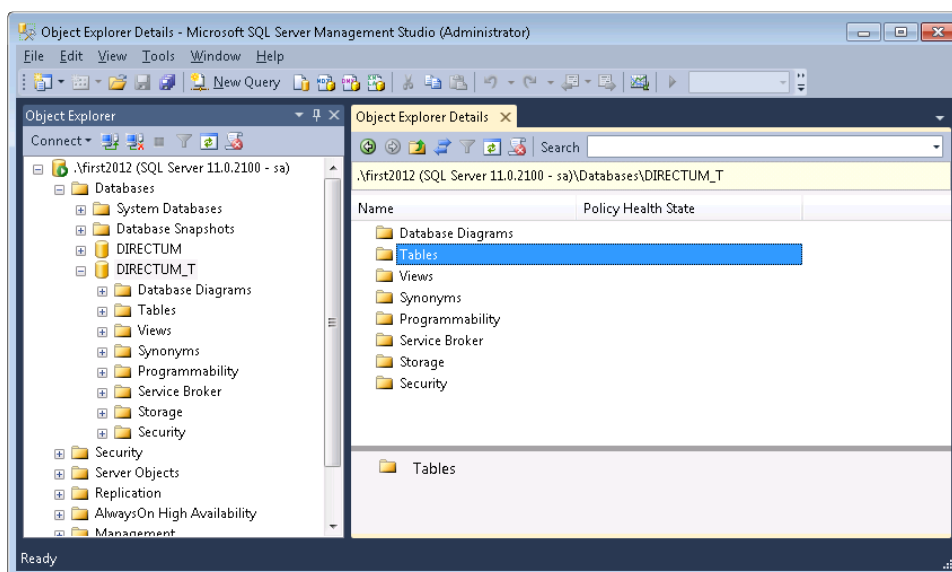 Object Explorer Details - Microsoft SQL Server Management Studio (Administrator)
File Edit View Tools Window Help
New Query
Object Explorer
Connect
.\first2012 (SQL Server 11.0.2100 - sa)
Databases
System Databases
Database Snapshots
DIRECTUM
DIRECTUM_T
Database Diagrams
Tables
Views
Synonyms
Programmability
Service Broker
Storage
Security
Security
Server Objects
Replication
AlwaysOn High Availability
Management
Object Explorer Details
Search
.\first2012 (SQL Server 11.0.2100 - sa)\Databases\DIRECTUM_T
Name Policy Health State
Database Diagrams
Tables
Views
Synonyms
Programmability
Service Broker
Storage
Security
Tables
Ready